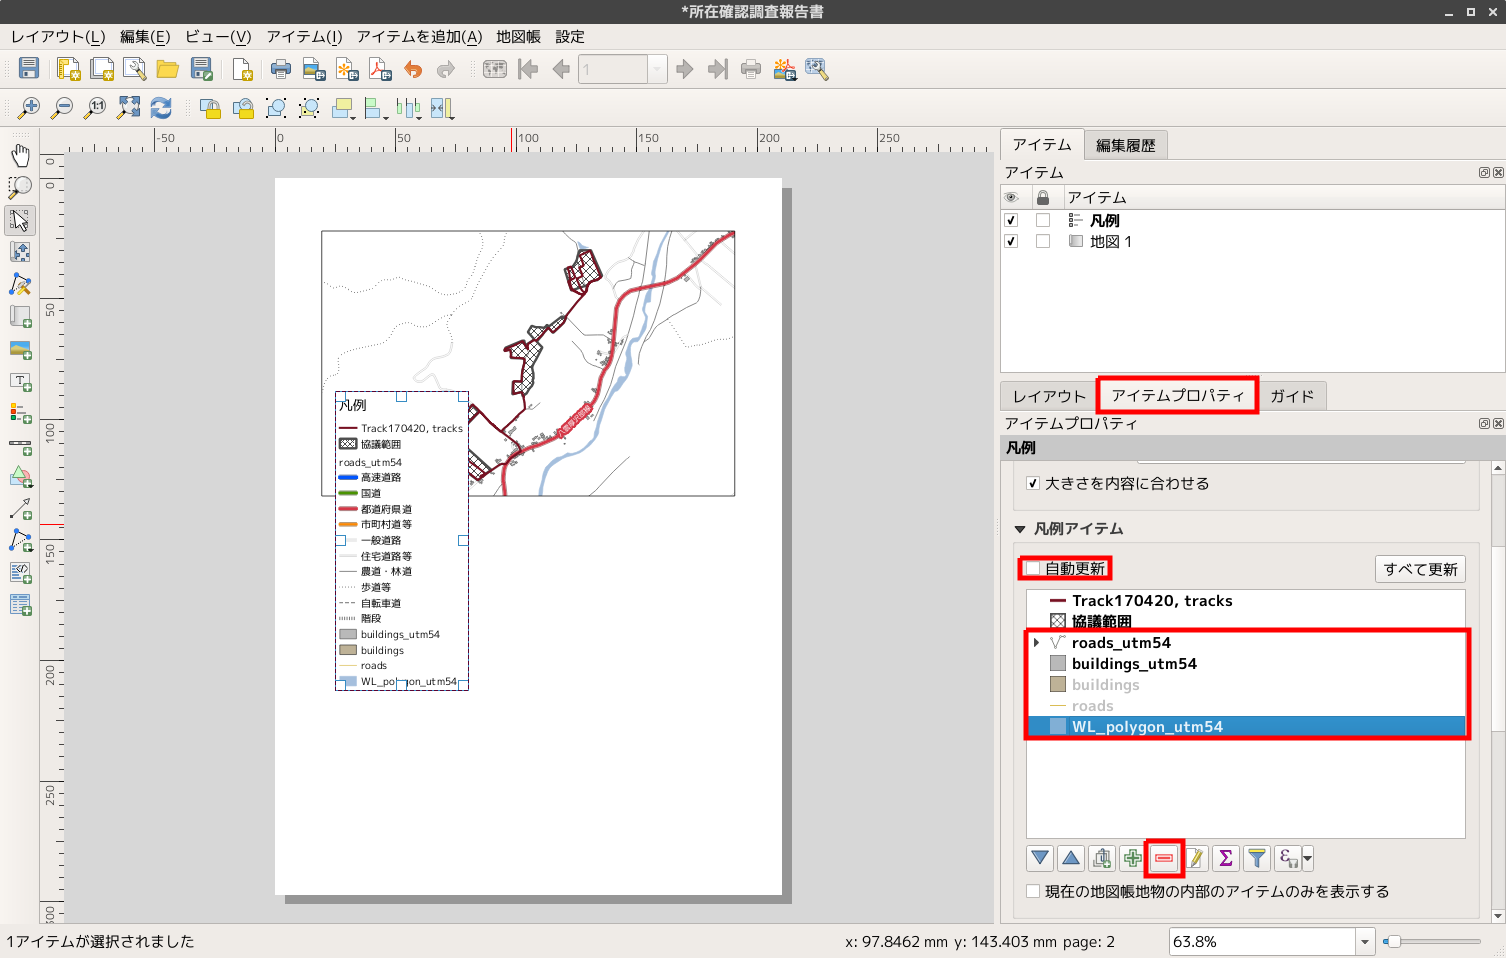 *所在確認調査報告書
レイアウト(L) 編集(E) ビュー(V) アイテム(I) アイテムを追加(A) 地図帳 設定
1
1:1
-50 0 50 100 150 200 250
0
0
50
100
150
200
250
300
アイテム 編集履歴
アイテム
アイテム
凡例
地図 1
レイアウト アイテムプロパティ ガイド
アイテムプロパティ
凡例
大きさを内容に合わせる
凡例アイテム
自動更新 すべて更新
Track170420, tracks
協議範囲
roads_utm54
buildings_utm54
buildings
roads
WL_polygon_utm54
現在の地図帳地物の内部のアイテムのみを表示する
凡例
Track170420, tracks
協議範囲
roads_utm54
高速道路
国道
都道府県道
市町村道等
一般道路
住宅道路等
農道・林道
歩道等
自転車道
階段
buildings_utm54
buildings
roads
WL_polygon_utm54
1アイテムが選択されました x: 97.8462 mm y: 143.403 mm page: 2 63.8%